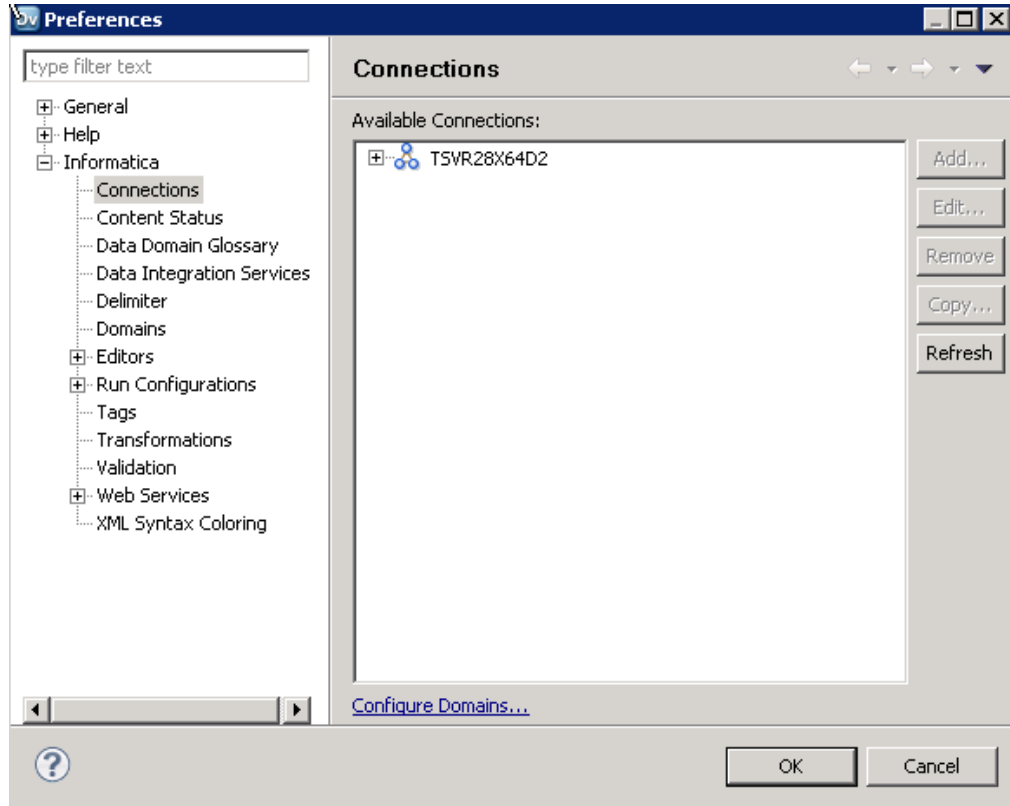 Dv Preferences
type filter text
General
Help
Informatica
Connections
Content Status
Data Domain Glossary
Data Integration Services
Delimiter
Domains
Editors
Run Configurations
Tags
Transformations
Validation
Web Services
XML Syntax Coloring
Connections
Available Connections:
TSVR28X64D2
Add...
Edit...
Remove
Copy...
Refresh
Configure Domains...
?
OK
Cancel